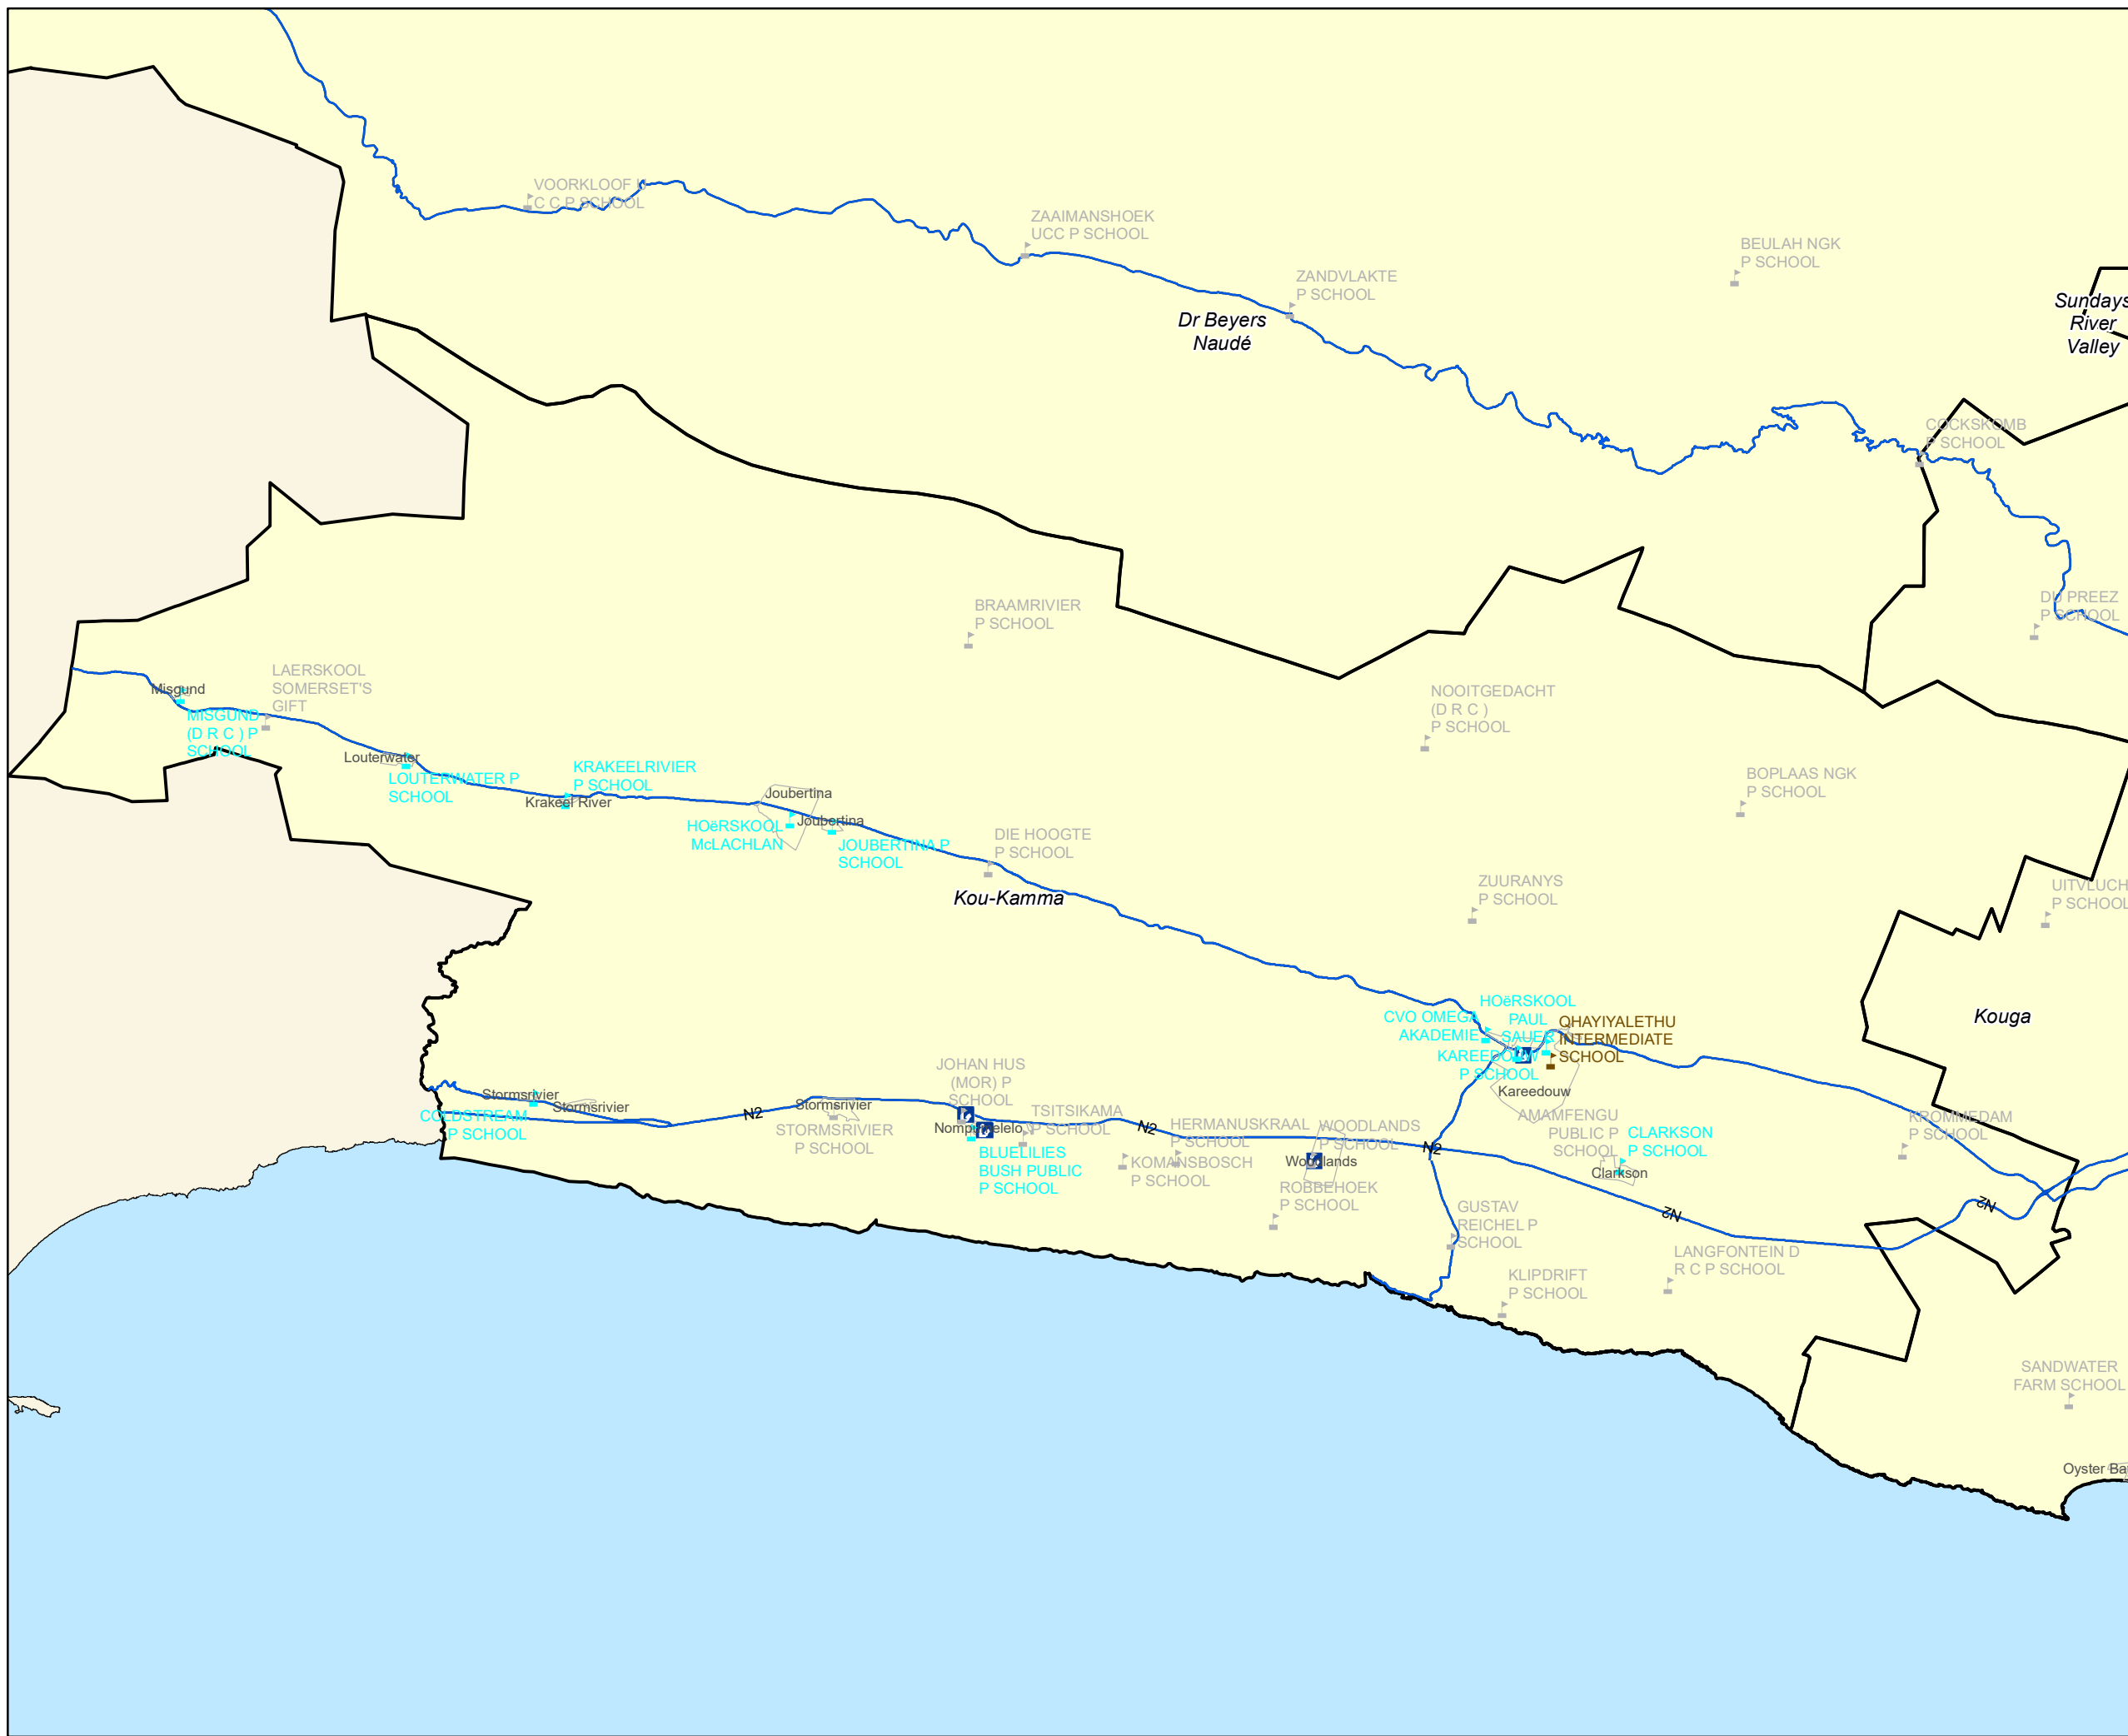 VOORKLOOF U
C C P SCHOOL
ZAAIMANSHOEK
UCC P SCHOOL
BEULAH NGK
P SCHOOL
ZANDVLAKTE
P SCHOOL
Dr Beyers
Naudé
Sundays
River
Valley
COCKSKOMB
P SCHOOL
DU PREEZ
P SCHOOL
BRAAMRIVIER
P SCHOOL
LAERSKOOL
SOMERSET'S
GIFT
Misgund
MISGUND
(D R C ) P
SCHOOL
NOOITGEDACHT
(D R C )
P SCHOOL
Louterwater
LOUTERWATER P
SCHOOL
KRAKEELRIVIER
P SCHOOL
Krakeel River
Joubertina
Joubertina
HOëRSKOOL
McLACHLAN
JOUBERTINA P
SCHOOL
BOPLAAS NGK
P SCHOOL
DIE HOOGTE
P SCHOOL
Kou-Kamma
ZUURANYS
P SCHOOL
UITVLUCH
P SCHOOL
HOëRSKOOL
PAUL
SAUER
CVO OMEGA
AKADEMIE
QHAYIYALETHU
INTERMEDIATE
SCHOOL
KAREEDOUW
P SCHOOL
Kareedouw
Kouga
JOHAN HUS
(MOR) P
SCHOOL
Stormsrivier
Stormsrivier
COLDSTREAM
P SCHOOL
N2
Stormsrivier
STORMSRIVIER
P SCHOOL
TSITSIKAMA
P SCHOOL
BLUELILIES
BUSH PUBLIC
P SCHOOL
N2
HERMANUSKRAAL
P SCHOOL
KOMANSBOSCH
P SCHOOL
WOODLANDS
P SCHOOL
Woodlands
ROBBEHOEK
P SCHOOL
N2
AMAMFENGU
PUBLIC P
SCHOOL
CLARKSON
P SCHOOL
Clarkson
KROMMEDAM
P SCHOOL
GUSTAV
REICHEL P
SCHOOL
N2
N2
LANGFONTEIN D
R C P SCHOOL
KLIPDRIFT
P SCHOOL
SANDWATER
FARM SCHOOL
Oyster Ba